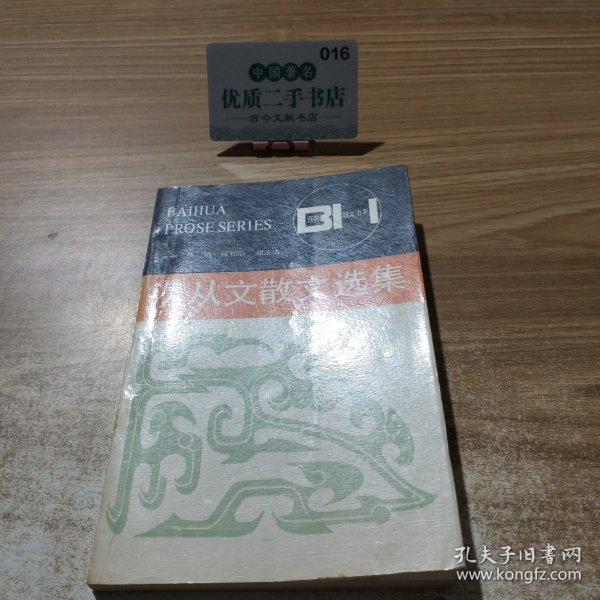 016
中国著名
优质二手书店
古今文献书店
BAIHUA
PROSE SERIES
BH
从文散文选集
孔夫子旧书网
www.kongfz.com